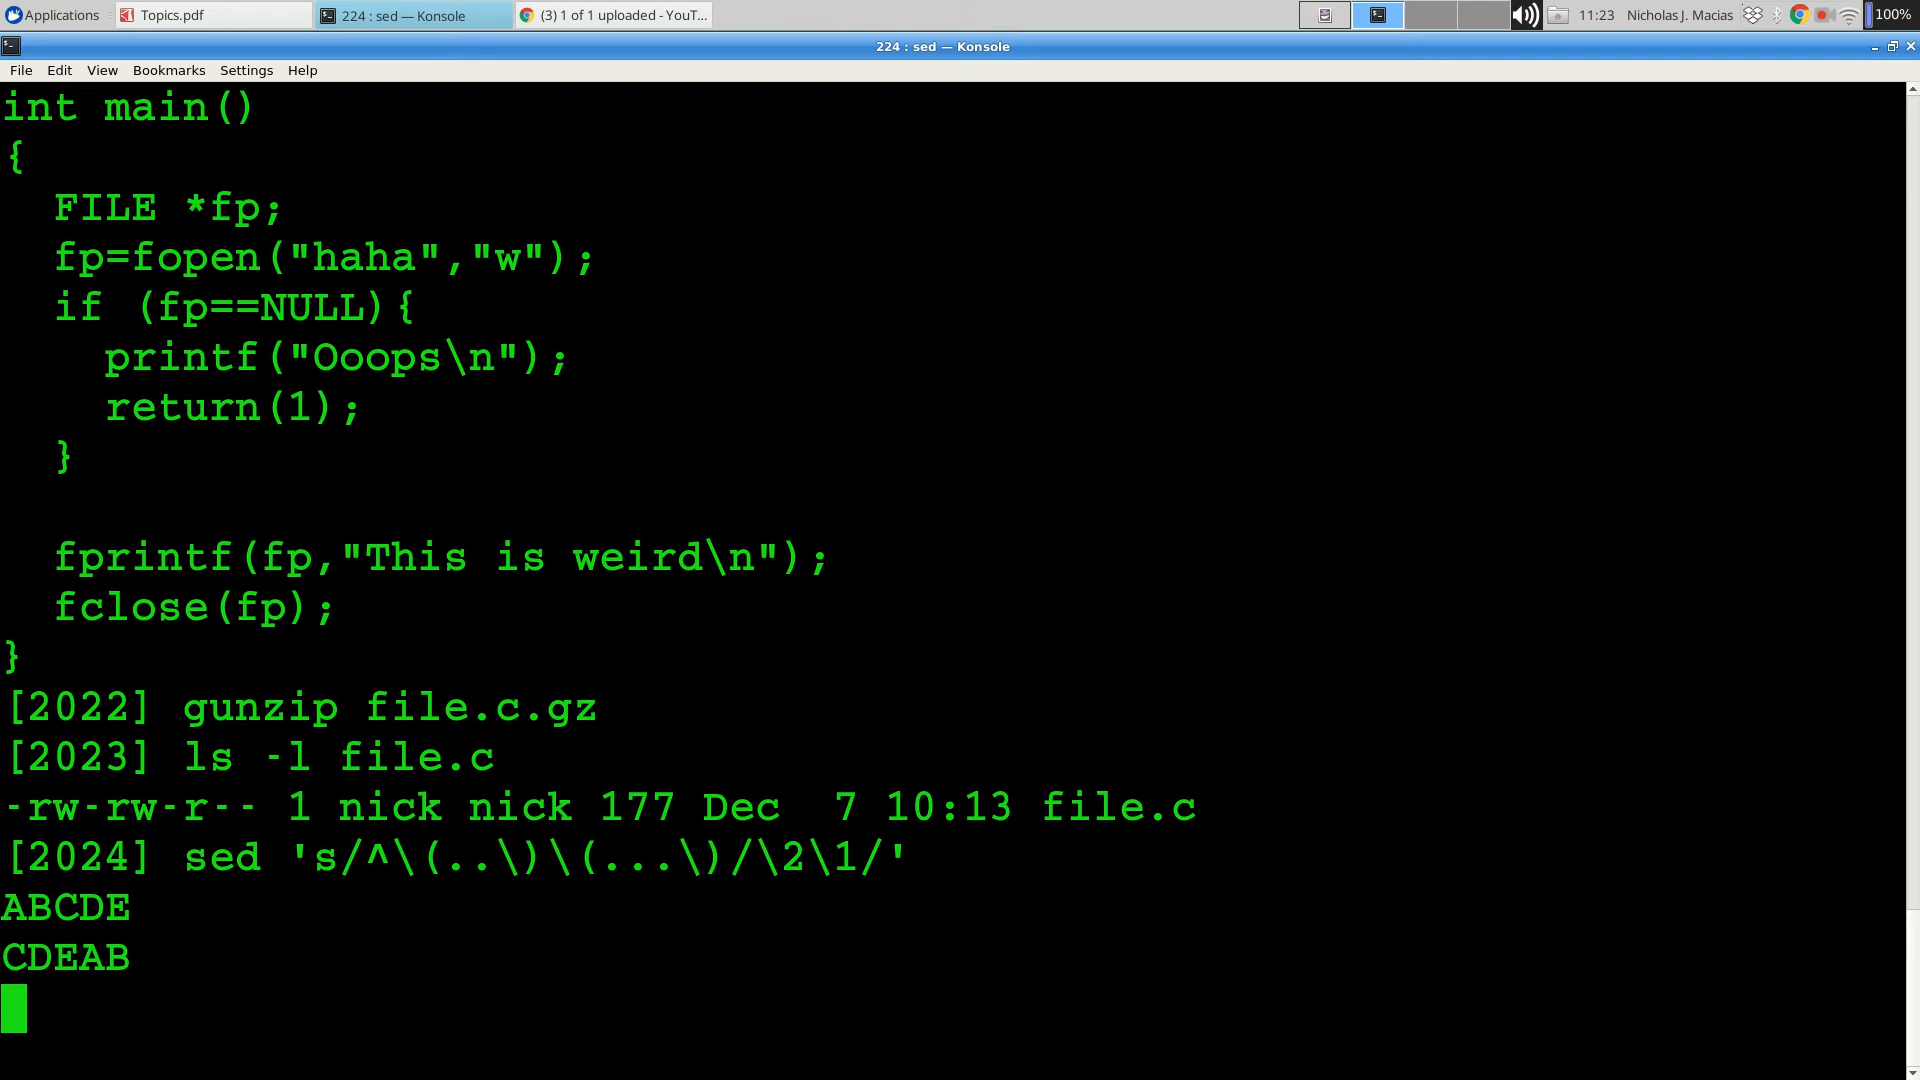 Applications Topics.pdf 224 : sed — Konsole (3) 1 of 1 uploaded - YouT... 11:23 Nicholas J. Macias 100%
224 : sed — Konsole
File Edit View Bookmarks Settings Help
int main()
{
  FILE *fp;
  fp=fopen("haha","w");
  if (fp==NULL){
    printf("Ooops\n");
    return(1);
  }
  fprintf(fp,"This is weird\n");
  fclose(fp);
}
[2022] gunzip file.c.gz
[2023] ls -l file.c
-rw-rw-r-- 1 nick nick 177 Dec  7 10:13 file.c
[2024] sed 's/^\(..\)\(...\)/\2\1/'
ABCDE
CDEAB